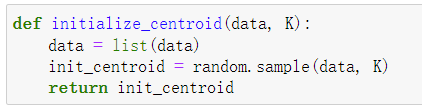 def initialize_centroid(data, K):
    data = list(data)
    init_centroid = random.sample(data, K)
    return init_centroid